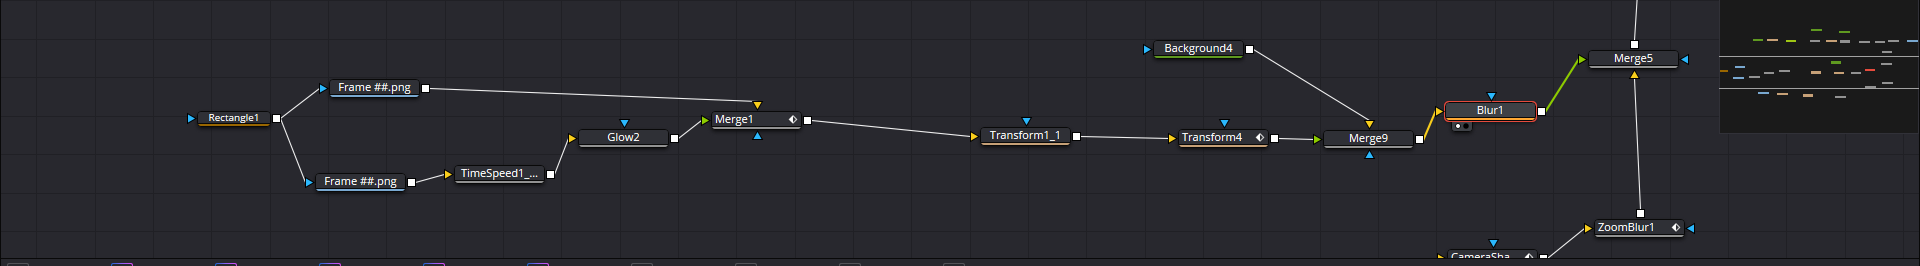 Background4
Merge5
Frame ##.png
Blur1
Rectangle1
Merge1
Glow2
Transform1_1
Transform4
Merge9
TimeSpeed1_...
Frame ##.png
ZoomBlur1
CameraSha